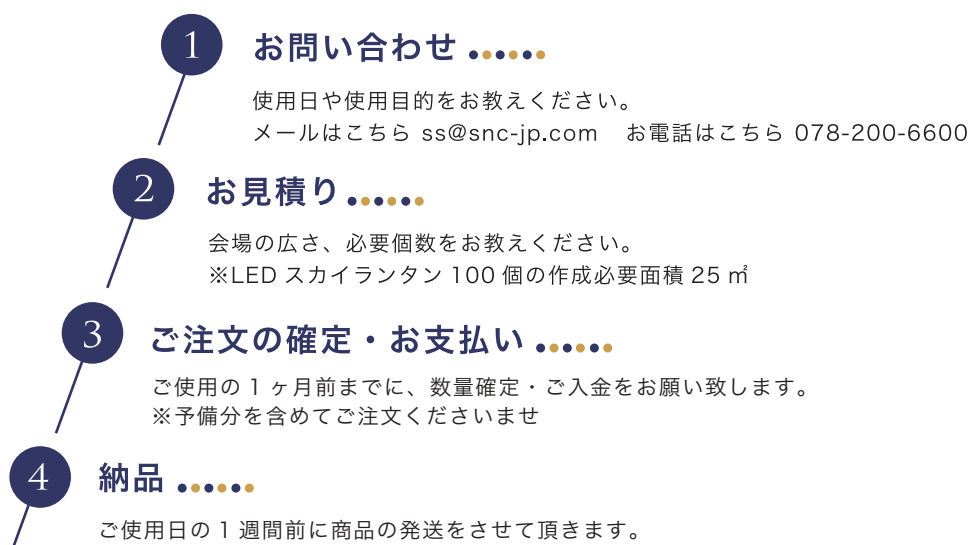 1 お問い合わせ
使用日や使用目的をお教えください。
メールはこちら ss@snc-jp.com お電話はこちら 078-200-6600
2 お見積り
会場の広さ、必要個数をお教えください。
※LED スカイランタン 100 個の作成必要面積 25 ㎡
3 ご注文の確定・お支払い
ご使用の 1 ヶ月前までに、数量確定・ご入金をお願い致します。
※予備分を含めてご注文くださいませ
4 納品
ご使用日の 1 週間前に商品の発送をさせて頂きます。